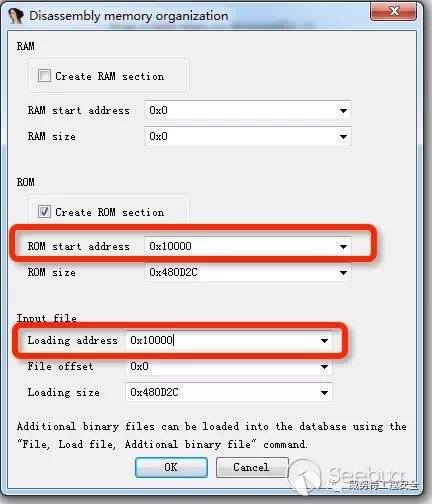 Disassembly memory organization
RAM
Create RAM section
RAM start address 0x0
RAM size 0x0
ROM
Create ROM section
ROM start address 0x10000
ROM size 0x480D2C
Input file
Loading address 0x10000
File offset 0x0
Loading size 0x480D2C
Additional binary files can be loaded into the database using the
"File, Load file, Addtional binary file" command.
OK Cancel
Seebug